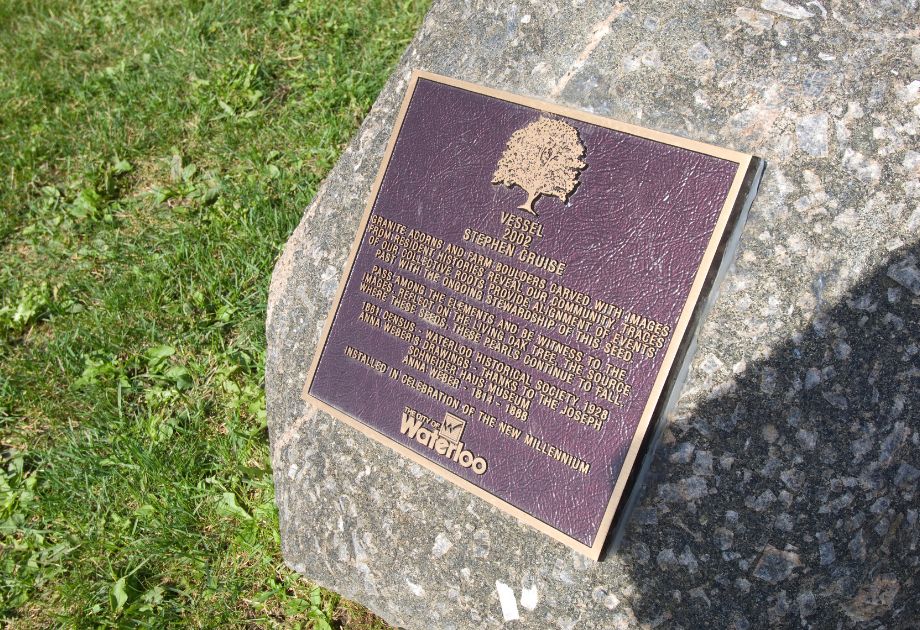 VESSEL
2002
STEPHEN CRUISE
GRANITE ACORNS AND FARM BOULDERS CARVED WITH IMAGES
FROM RESIDENT HISTORIES REVEAL OUR COMMUNITY. TRACES
OF OUR COLLECTIVE ROOTS PROVIDE ALIGNMENT OF EVENTS
PAST WITH THE ONGOING STEWARDSHIP OF THIS SEED.
PASS AMONG THE ELEMENTS AND BE WITNESS TO THE
IMAGES. REFLECT ON THE LIVING DAY TREE, THE SOURCE
WHERE THESE SEEDS, THESE PEARLS CONTINUE TO FALL.
1861 CENSUS - WATERLOO HISTORICAL SOCIETY, 1928
ANNA WEBER'S DRAWINGS - THANKS TO THE JOSEPH
SCHNEIDER HAUS MUSEUM
ANNA WEBER 1814 - 1888
INSTALLED IN CELEBRATION OF THE NEW MILLENNIUM
THE CITY OF
Waterloo